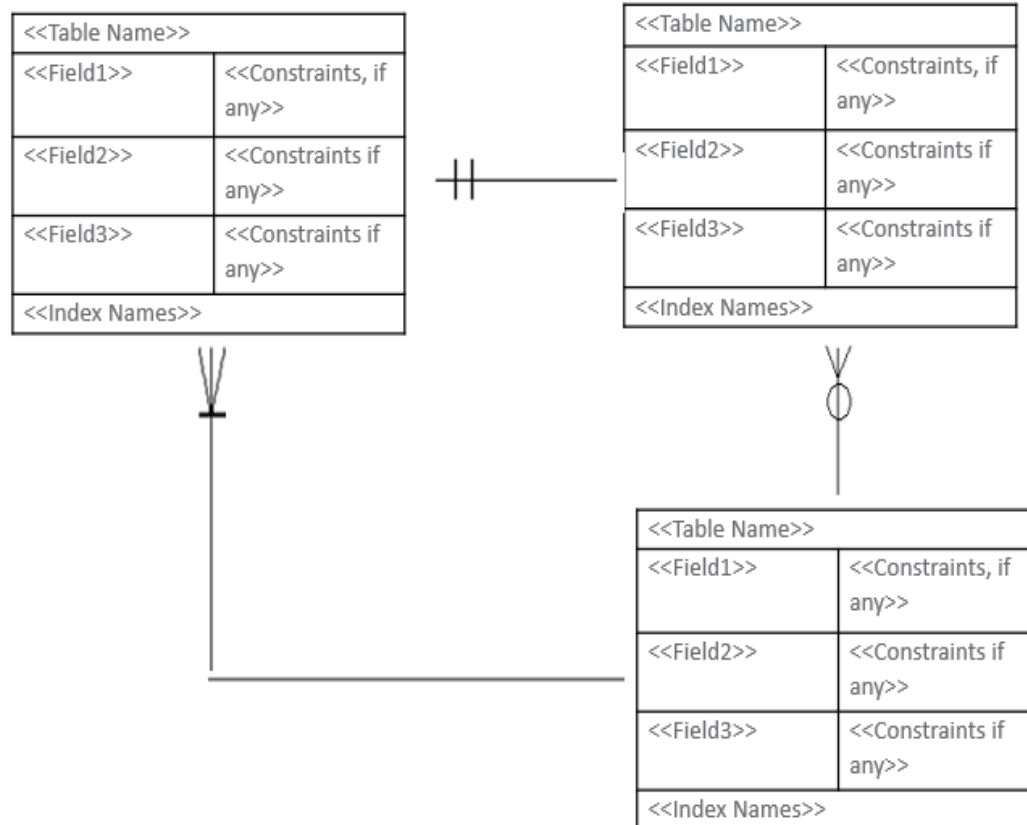 <<Table Name>>
<<Field1>>
<<Constraints, if
any>>
<<Field2>>
<<Constraints if
any>>
<<Field3>>
<<Constraints if
any>>
<<Index Names>>
<<Table Name>>
<<Field1>>
<<Constraints, if
any>>
<<Field2>>
<<Constraints if
any>>
<<Field3>>
<<Constraints if
any>>
<<Index Names>>
<<Table Name>>
<<Field1>>
<<Constraints, if
any>>
<<Field2>>
<<Constraints if
any>>
<<Field3>>
<<Constraints if
any>>
<<Index Names>>